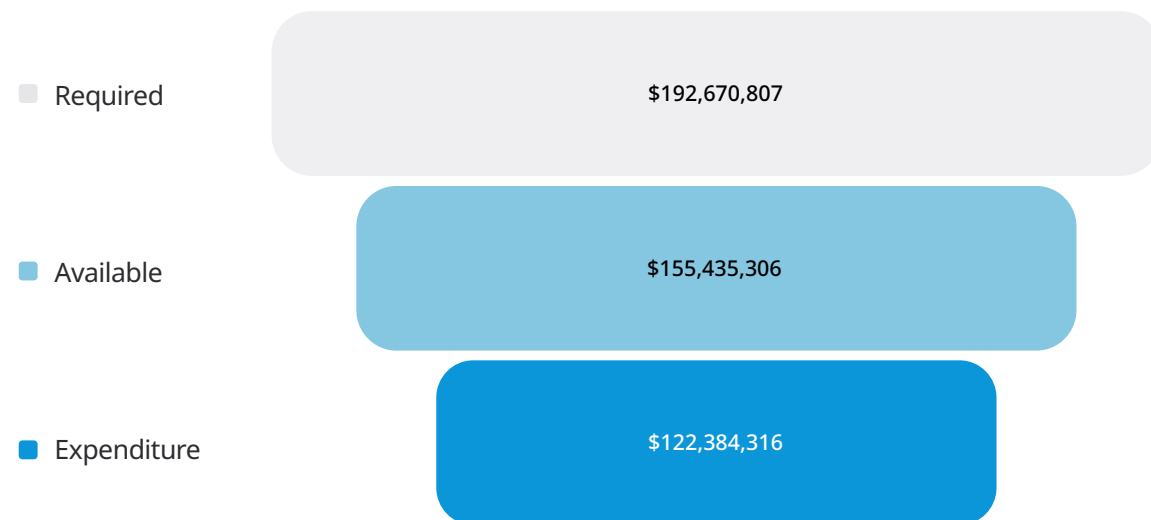 Required
$192,670,807
Available
$155,435,306
Expenditure
$122,384,316